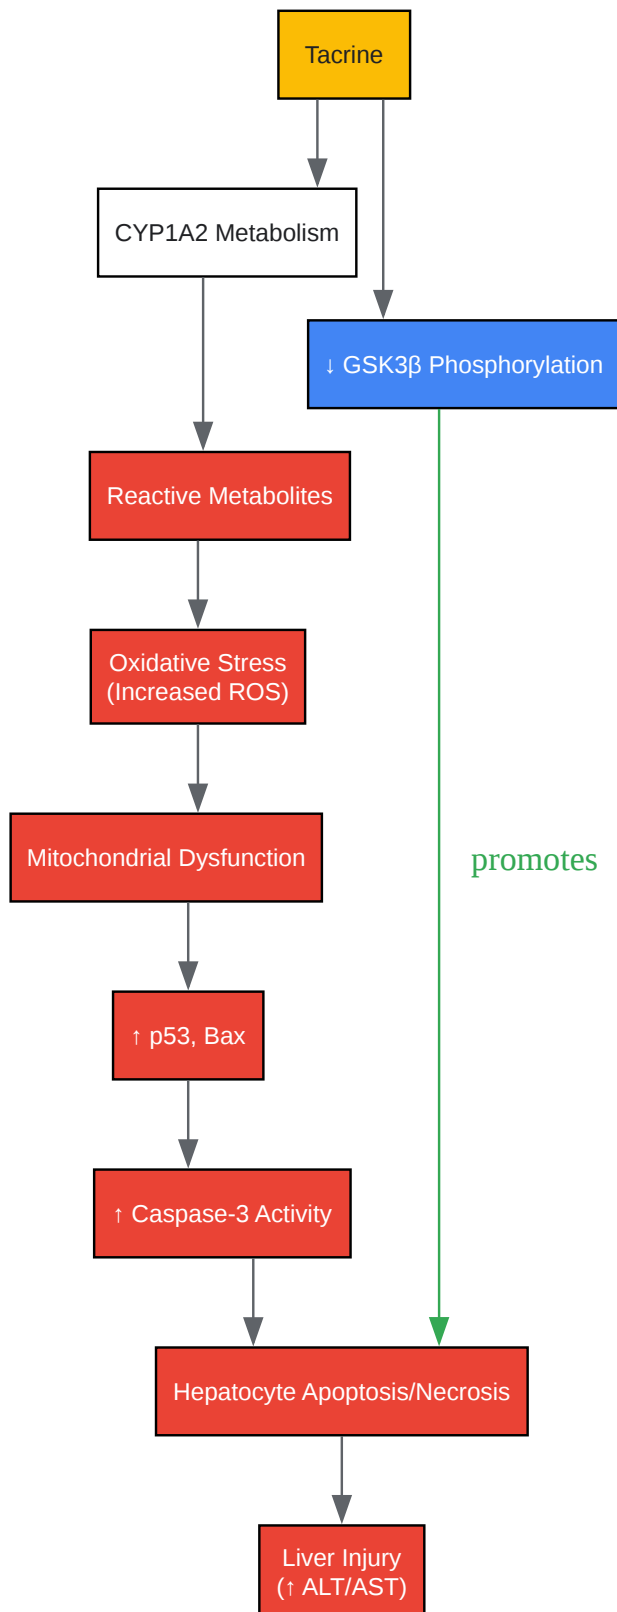 Tacrine
CYP1A2 Metabolism
↓ GSK3β Phosphorylation
Reactive Metabolites
Oxidative Stress
(Increased ROS)
Mitochondrial Dysfunction
promotes
↑ p53, Bax
↑ Caspase-3 Activity
Hepatocyte Apoptosis/Necrosis
Liver Injury
(↑ ALT/AST)